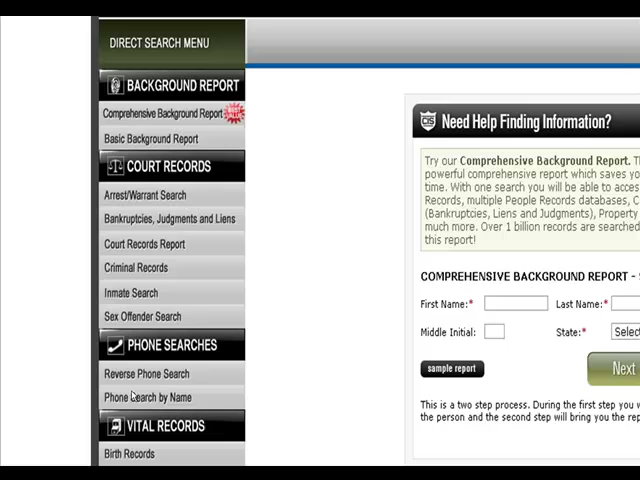 DIRECT SEARCH MENU
BACKGROUND REPORT
Comprehensive Background Report
Basic Background Report
COURT RECORDS
Arrest/Warrant Search
Bankruptcies, Judgments and Liens
Court Records Report
Criminal Records
Inmate Search
Sex Offender Search
PHONE SEARCHES
Reverse Phone Search
Phone Search by Name
VITAL RECORDS
Birth Records
CIS
Need Help Finding Information?
Try our Comprehensive Background Report.
powerful comprehensive report which saves
time. With one search you will be able to
Records, multiple People Records databases,
(Bankruptcies, Liens and Judgments), Property
much more. Over 1 billion records are searched
this report!
COMPREHENSIVE BACKGROUND REPORT -
First Name:* Last Name:*
Middle Initial: State:* Select
sample report Next
This is a two step process. During the first step you
the person and the second step will bring you the